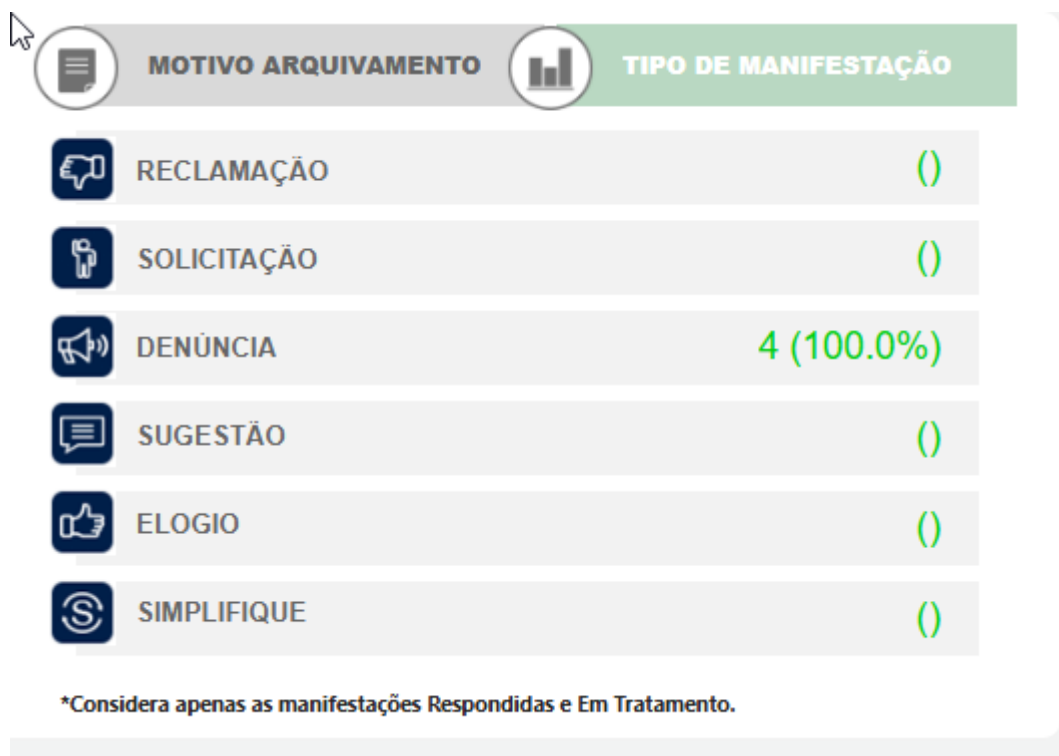 MOTIVO ARQUIVAMENTO
TIPO DE MANIFESTAÇÃO
RECLAMAÇÃO ()
SOLICITAÇÃO ()
DENÚNCIA 4 (100.0%)
SUGESTÃO ()
ELOGIO ()
SIMPLIFIQUE ()
*Considera apenas as manifestações Respondidas e Em Tratamento.